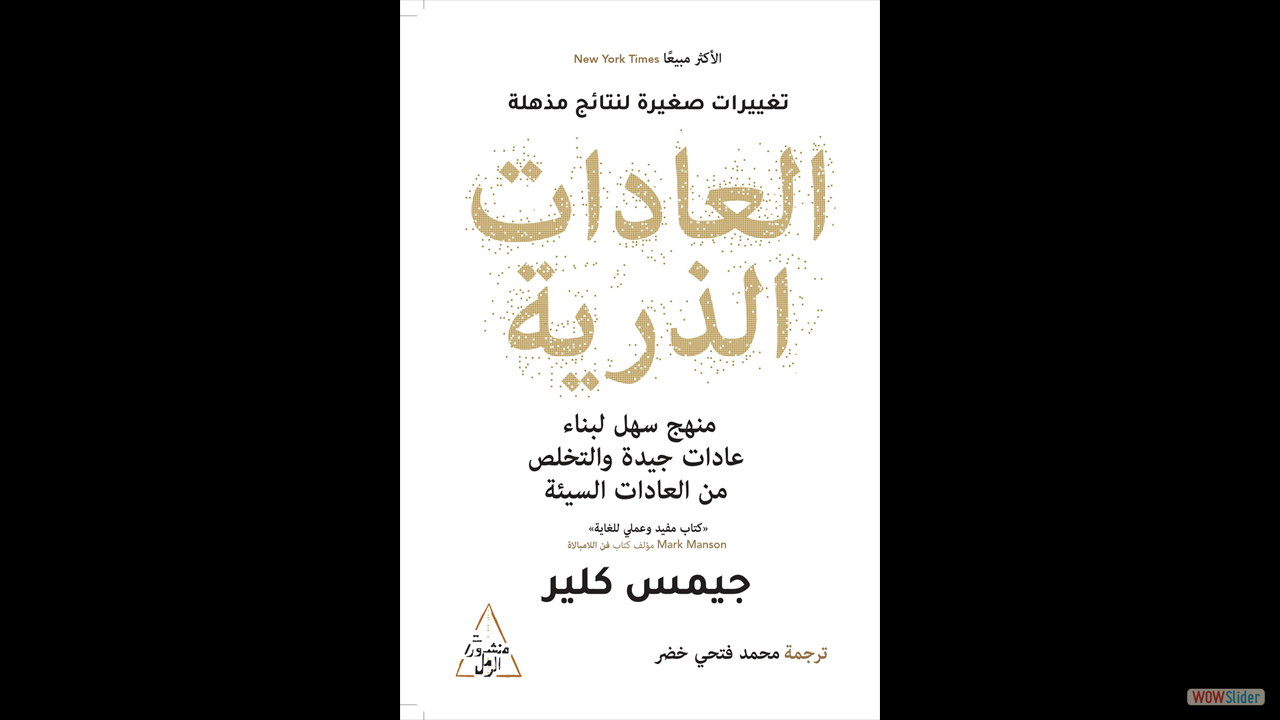 الأكثر مبيعًا New York Times
تغييرات صغيرة لنتائج مذهلة
العادات
الذرية
منهج سهل لبناء
عادات جيدة والتخلص
من العادات السيئة
«كتاب مفيد وعملي للغاية»
Mark Manson مؤلف كتاب فن اللامبالاة
جيمس كلير
ترجمة محمد فتحي خضر
منشورات
الرمل
WOWSlider